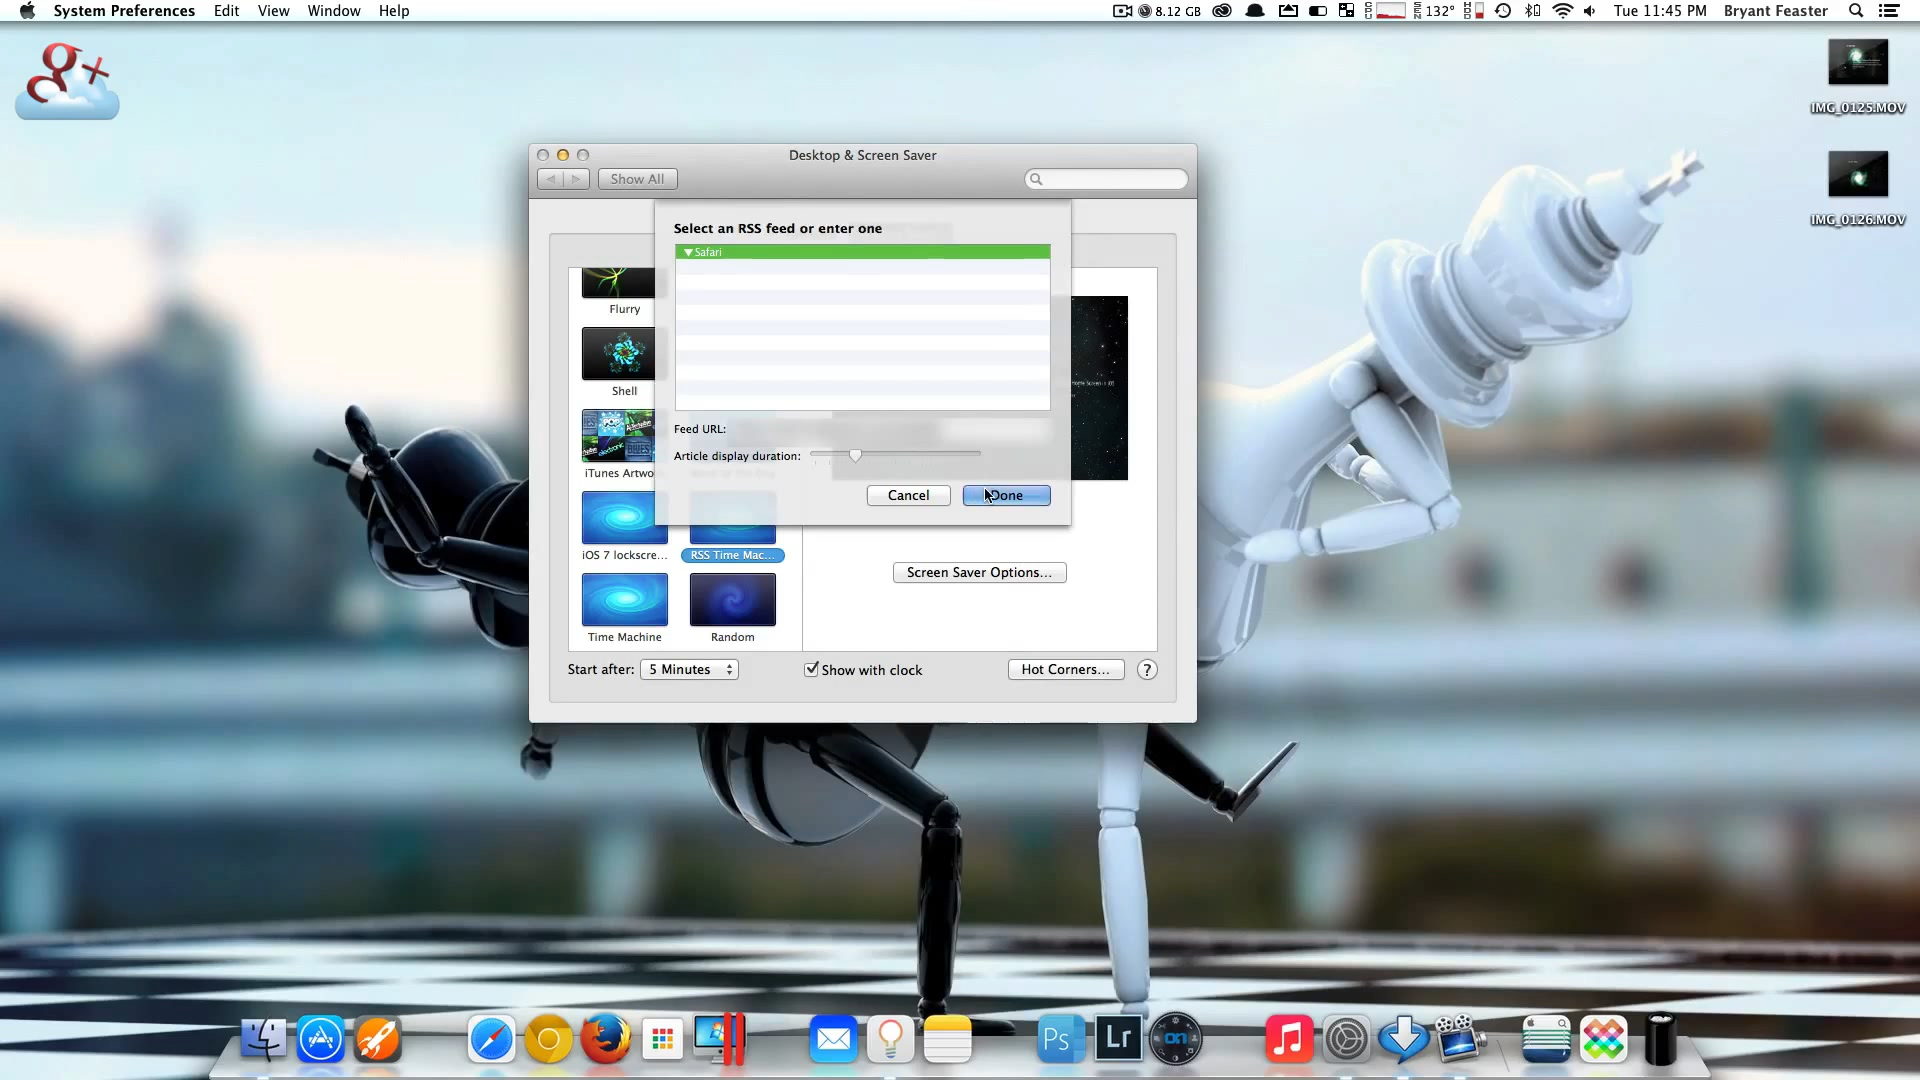 System Preferences Edit View Window Help
8.12 GB 132° Tue 11:45 PM Bryant Feaster
g+
IMG_0125.MOV
IMG_0126.MOV
Desktop & Screen Saver
Show All
Select an RSS feed or enter one
Safari
Flurry
Shell
Feed URL:
Article display duration:
iTunes Artwo
Cancel Done
iOS 7 lockscre... RSS Time Mac...
Screen Saver Options...
Time Machine Random
Start after: 5 Minutes Show with clock Hot Corners... ?
Ps Lr on